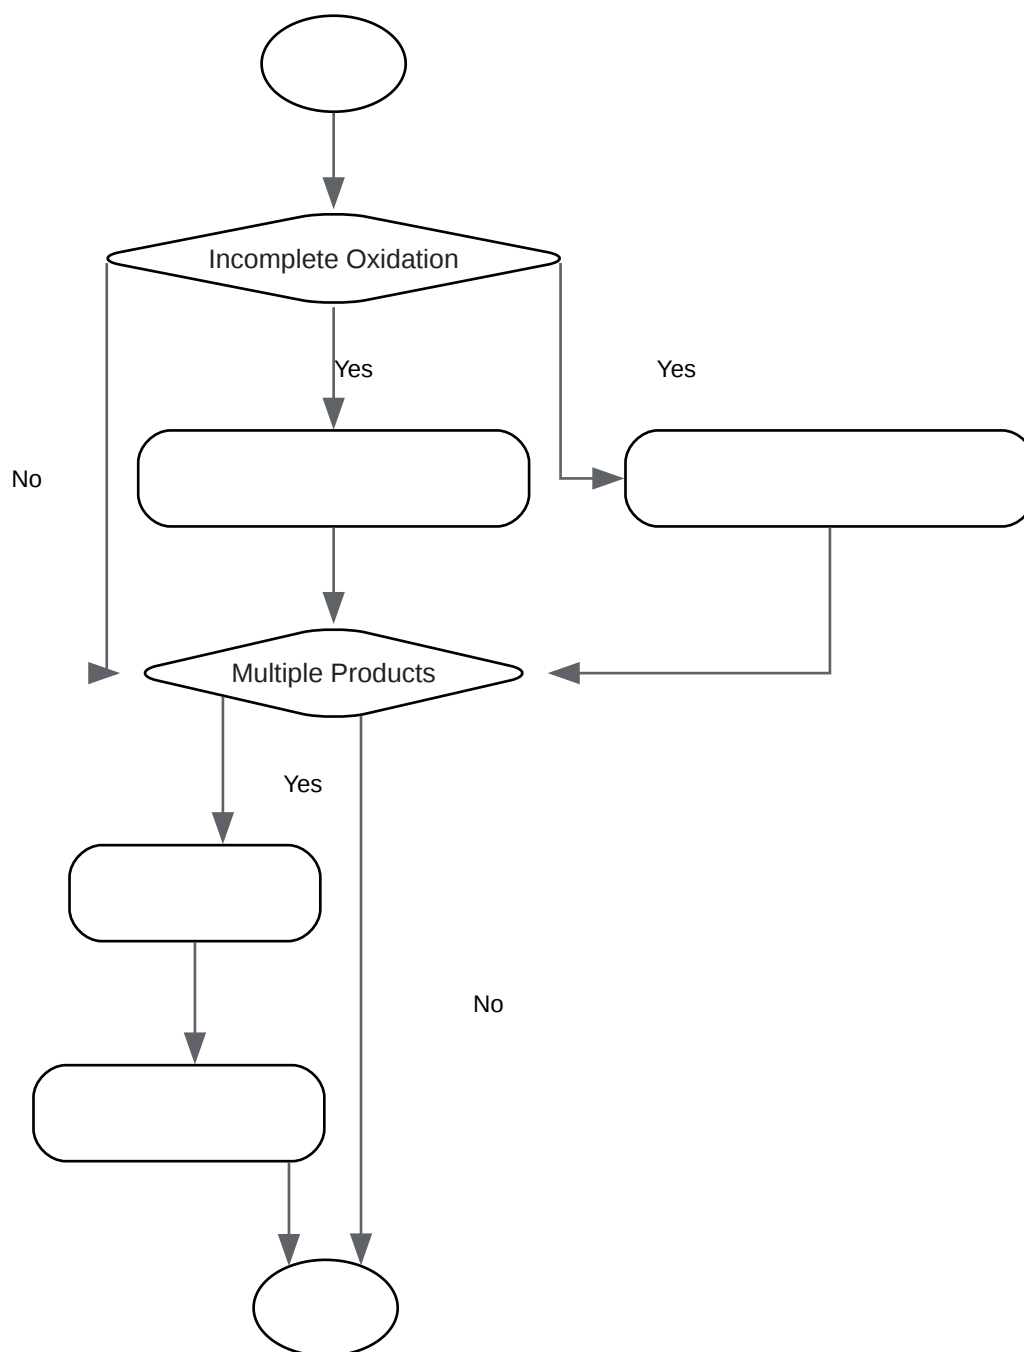 Incomplete Oxidation
Yes
Yes
No
Multiple Products
Yes
No